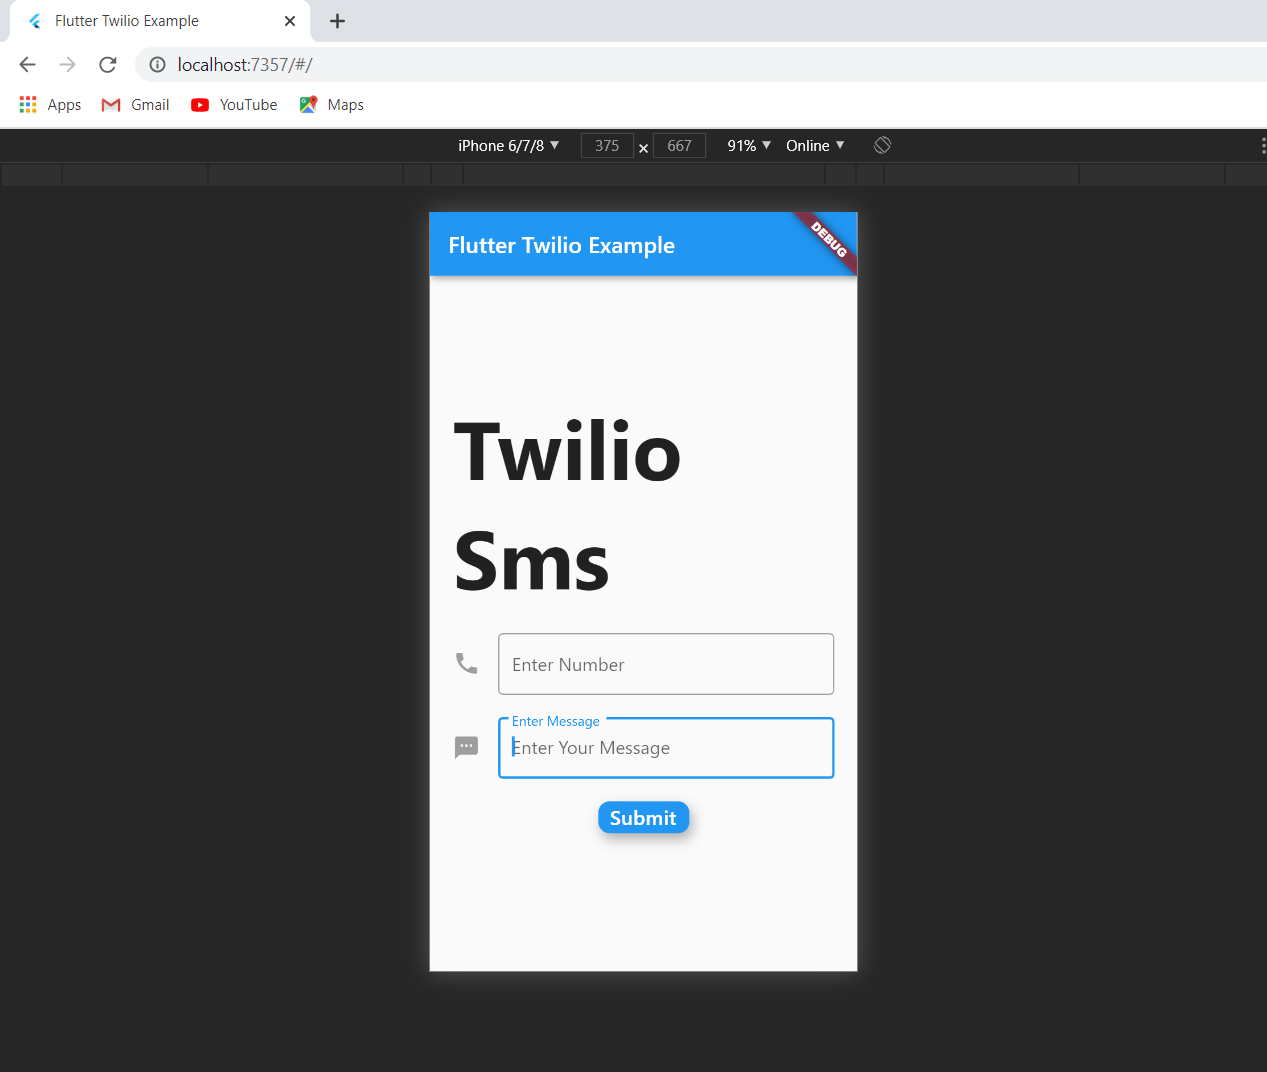 Flutter Twilio Example
localhost:7357/#/
Apps Gmail YouTube Maps
iPhone 6/7/8 375 × 667 91% Online
Flutter Twilio Example
DEBUG
Twilio
Sms
Enter Number
Enter Message
Enter Your Message
Submit